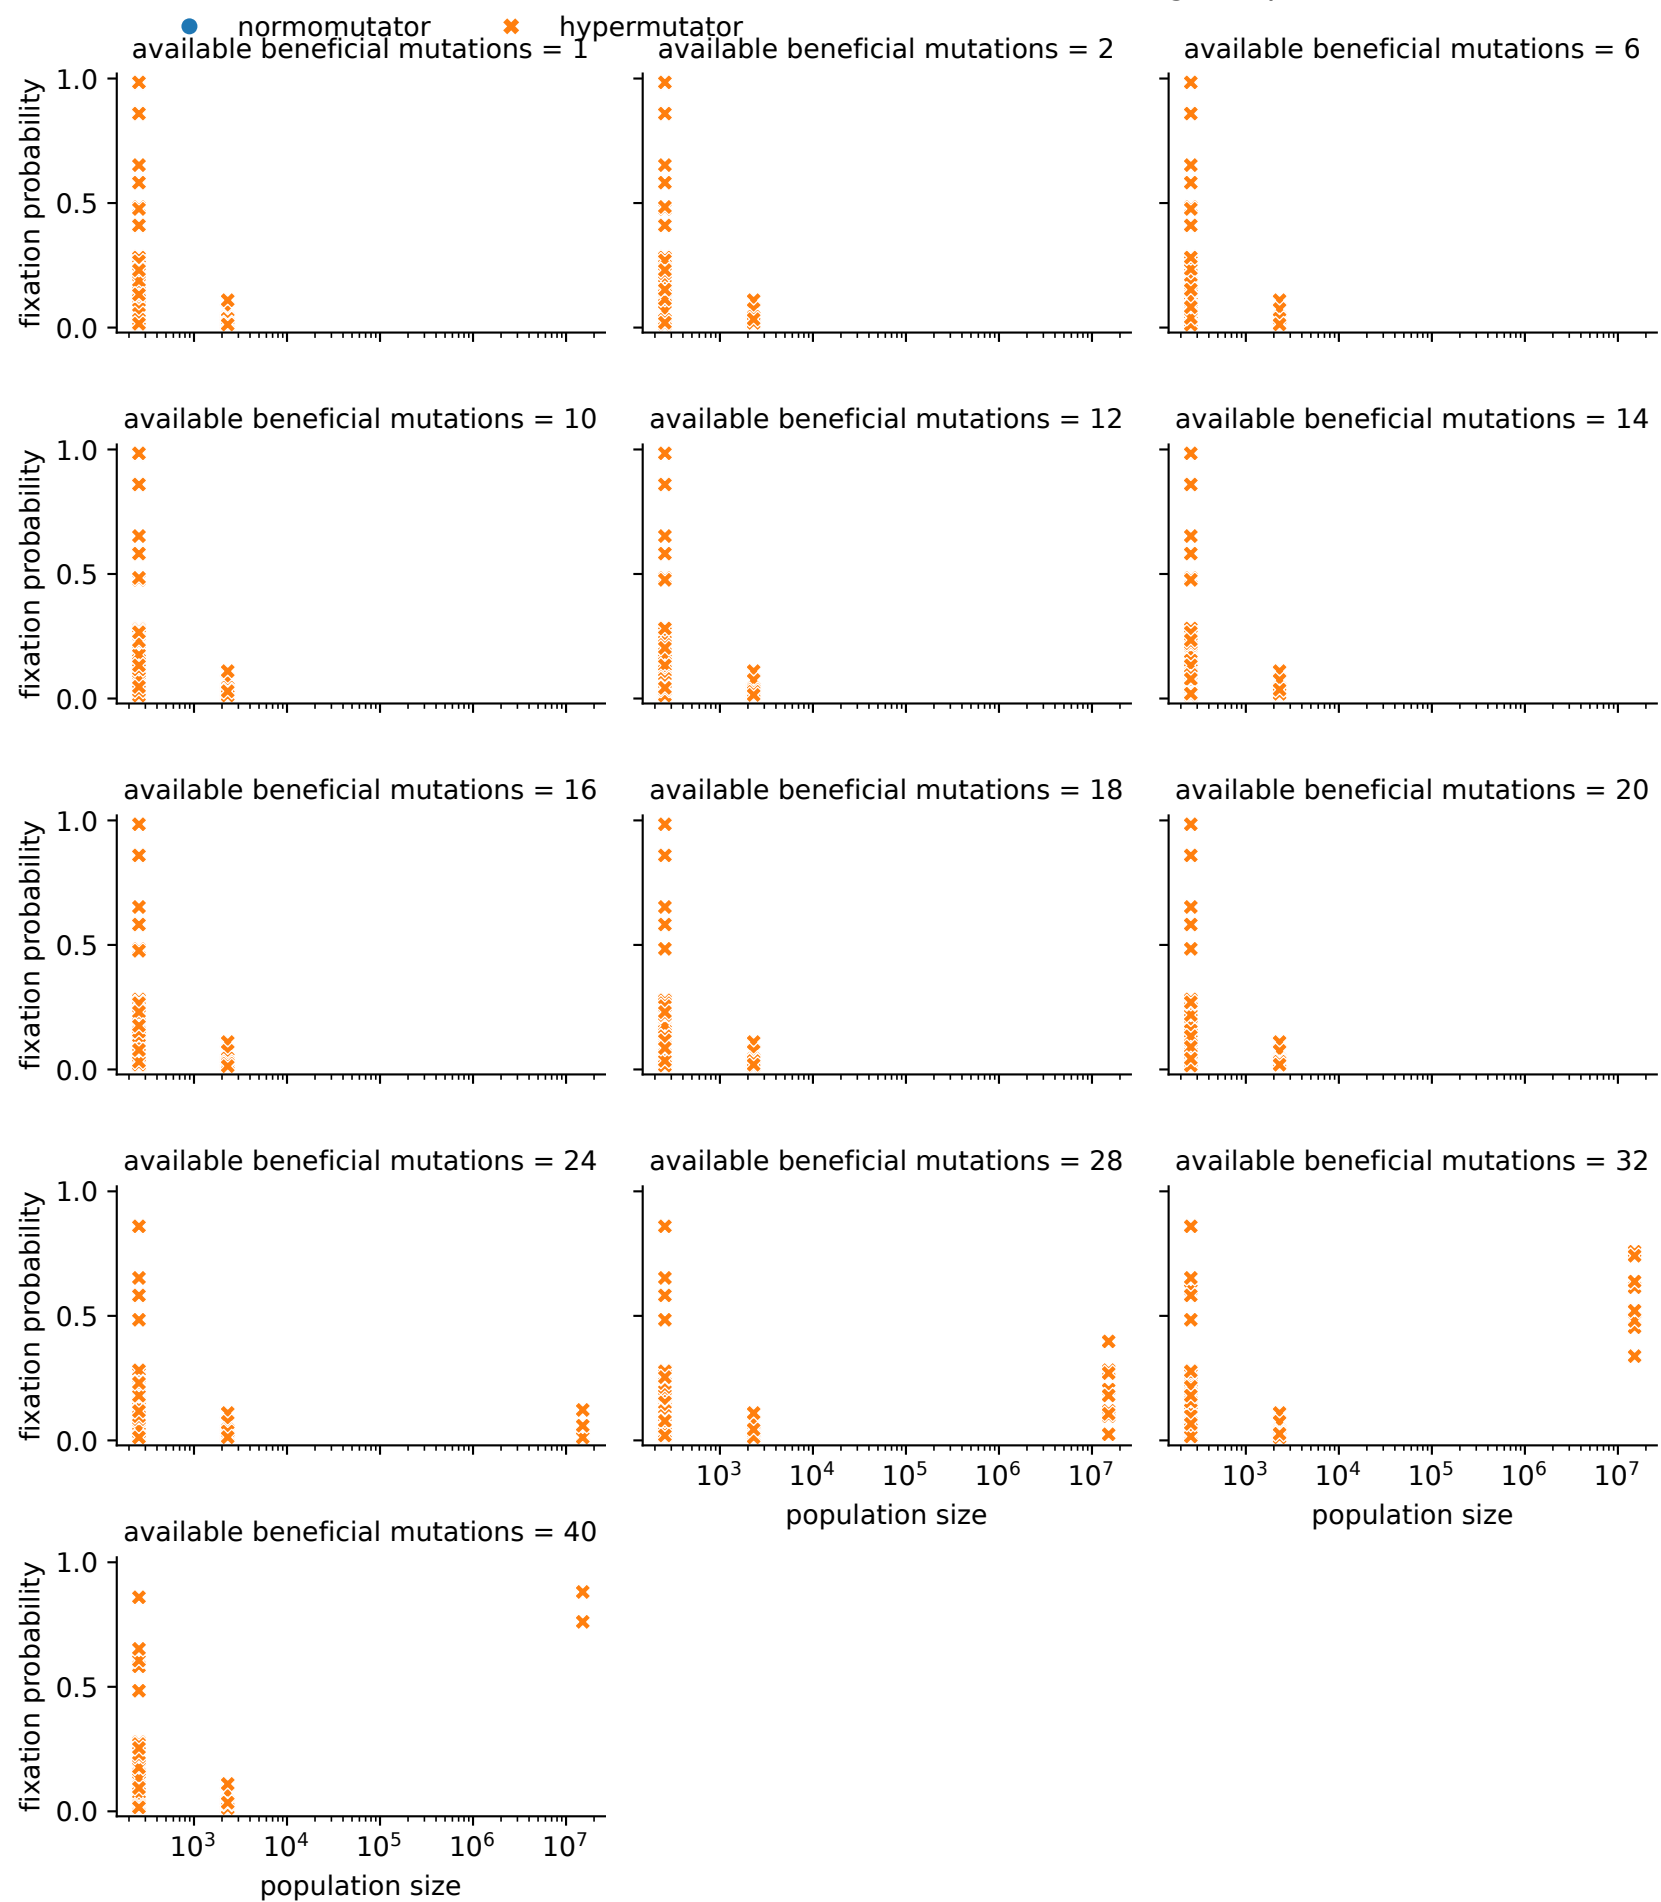 normomutator hypermutator
available beneficial mutations = 1 available beneficial mutations = 2 available beneficial mutations = 6
fixation probability
1.0
0.5
0.0
available beneficial mutations = 10 available beneficial mutations = 12 available beneficial mutations = 14
fixation probability
1.0
0.5
0.0
available beneficial mutations = 16 available beneficial mutations = 18 available beneficial mutations = 20
fixation probability
1.0
0.5
0.0
available beneficial mutations = 24 available beneficial mutations = 28 available beneficial mutations = 32
fixation probability
1.0
0.5
0.0
10³ 10⁴ 10⁵ 10⁶ 10⁷ 10³ 10⁴ 10⁵ 10⁶ 10⁷
population size population size
available beneficial mutations = 40
fixation probability
1.0
0.5
0.0
10³ 10⁴ 10⁵ 10⁶ 10⁷
population size